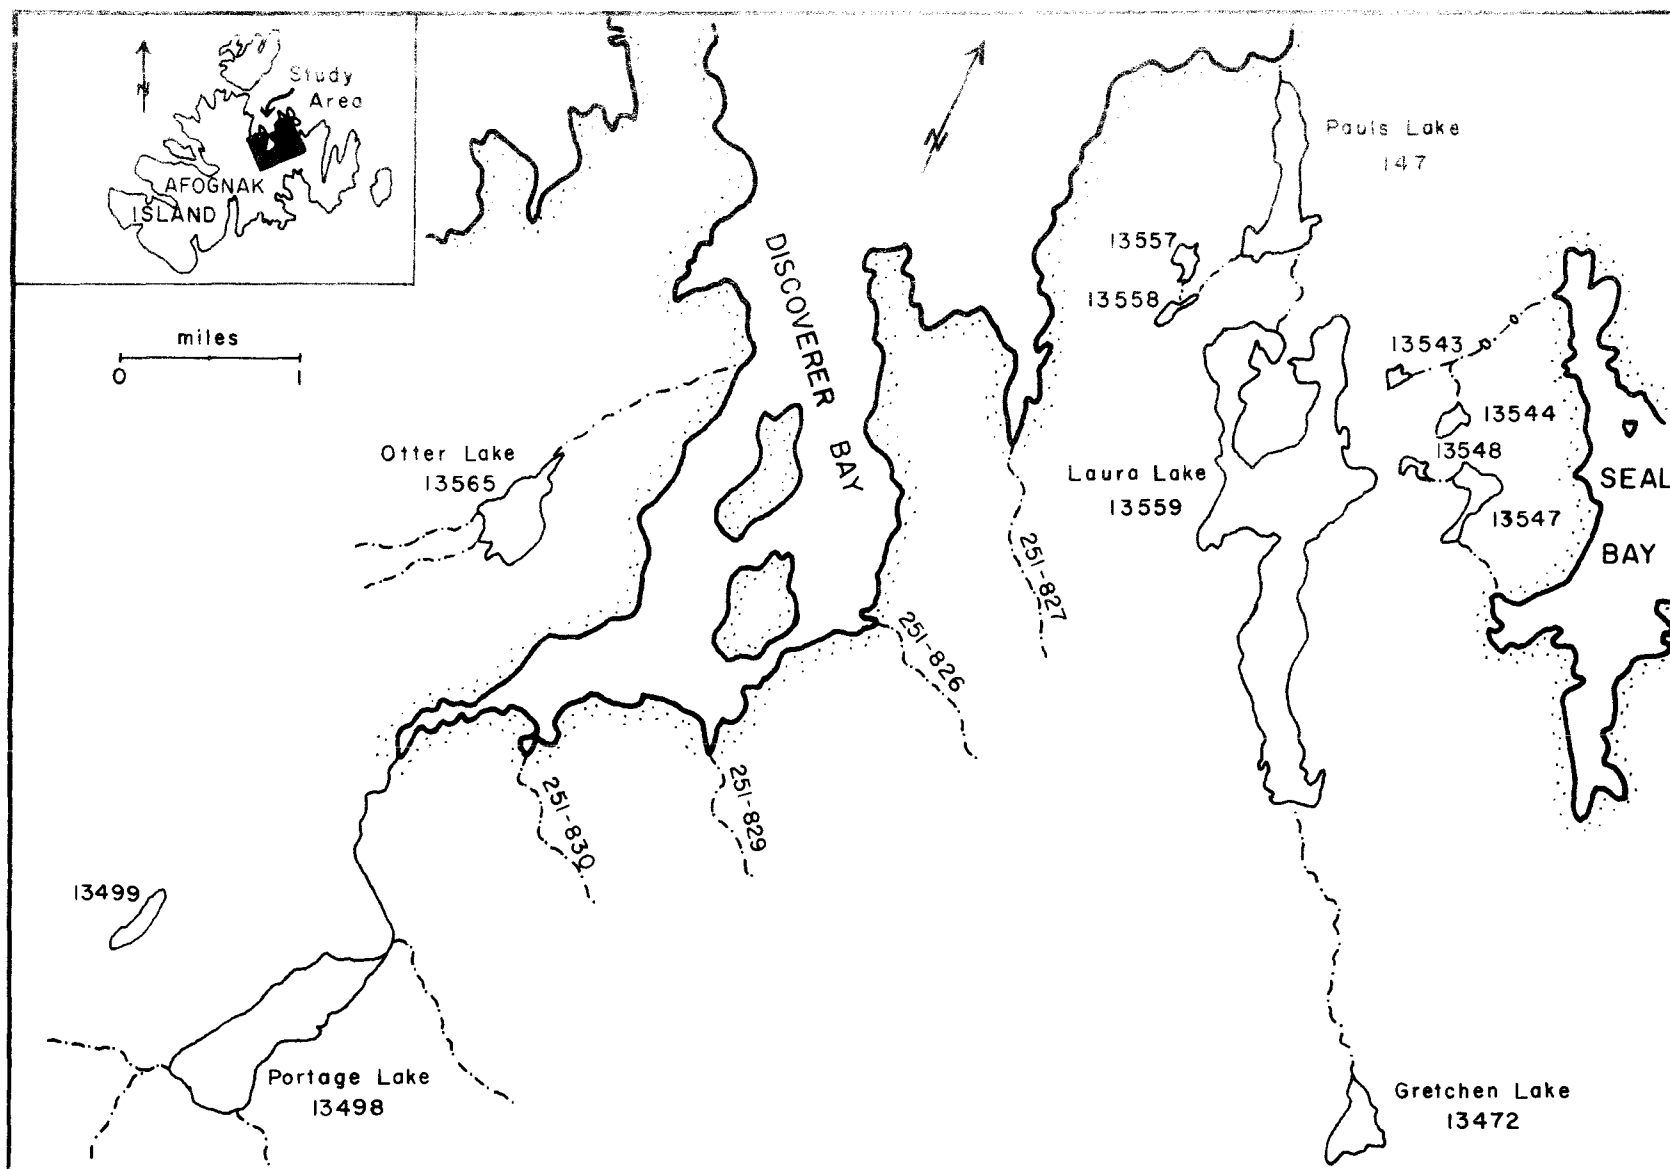 N
Study
Area
AFOGNAK
ISLAND
miles
0 1
N
DISCOVERER BAY
Pauls Lake
147
13557
13558
13543
13544
13548
13547
SEAL
BAY
Laura Lake
13559
Otter Lake
13565
251-827
251-826
251-829
251-830
13499
Portage Lake
13498
Gretchen Lake
13472